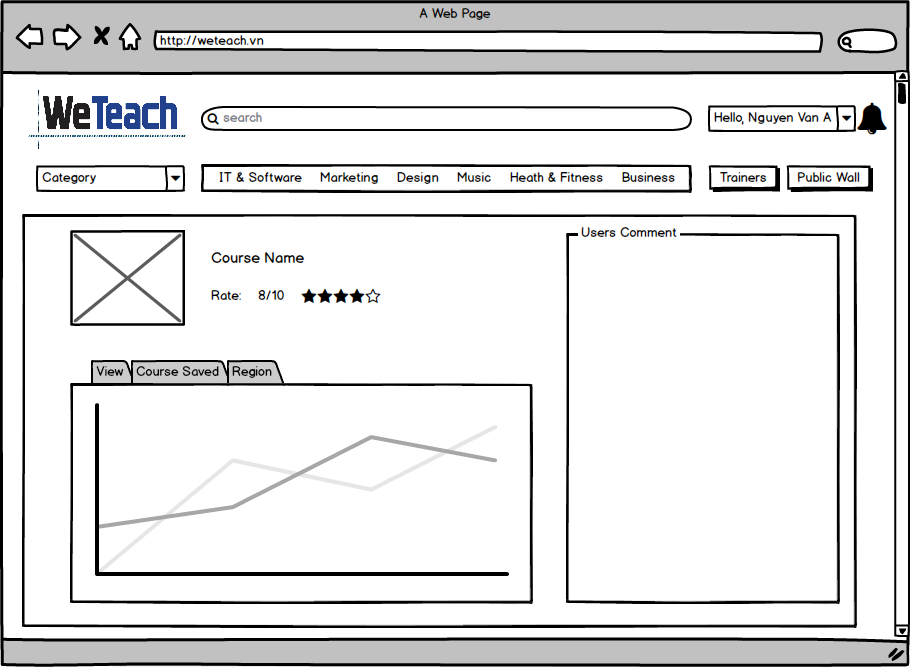 A Web Page
http://weteach.vn
WeTeach
search
Hello, Nguyen Van A
Category
IT & Software Marketing Design Music Heath & Fitness Business
Trainers
Public Wall
Users Comment
Course Name
Rate: 8/10
View
Course Saved
Region